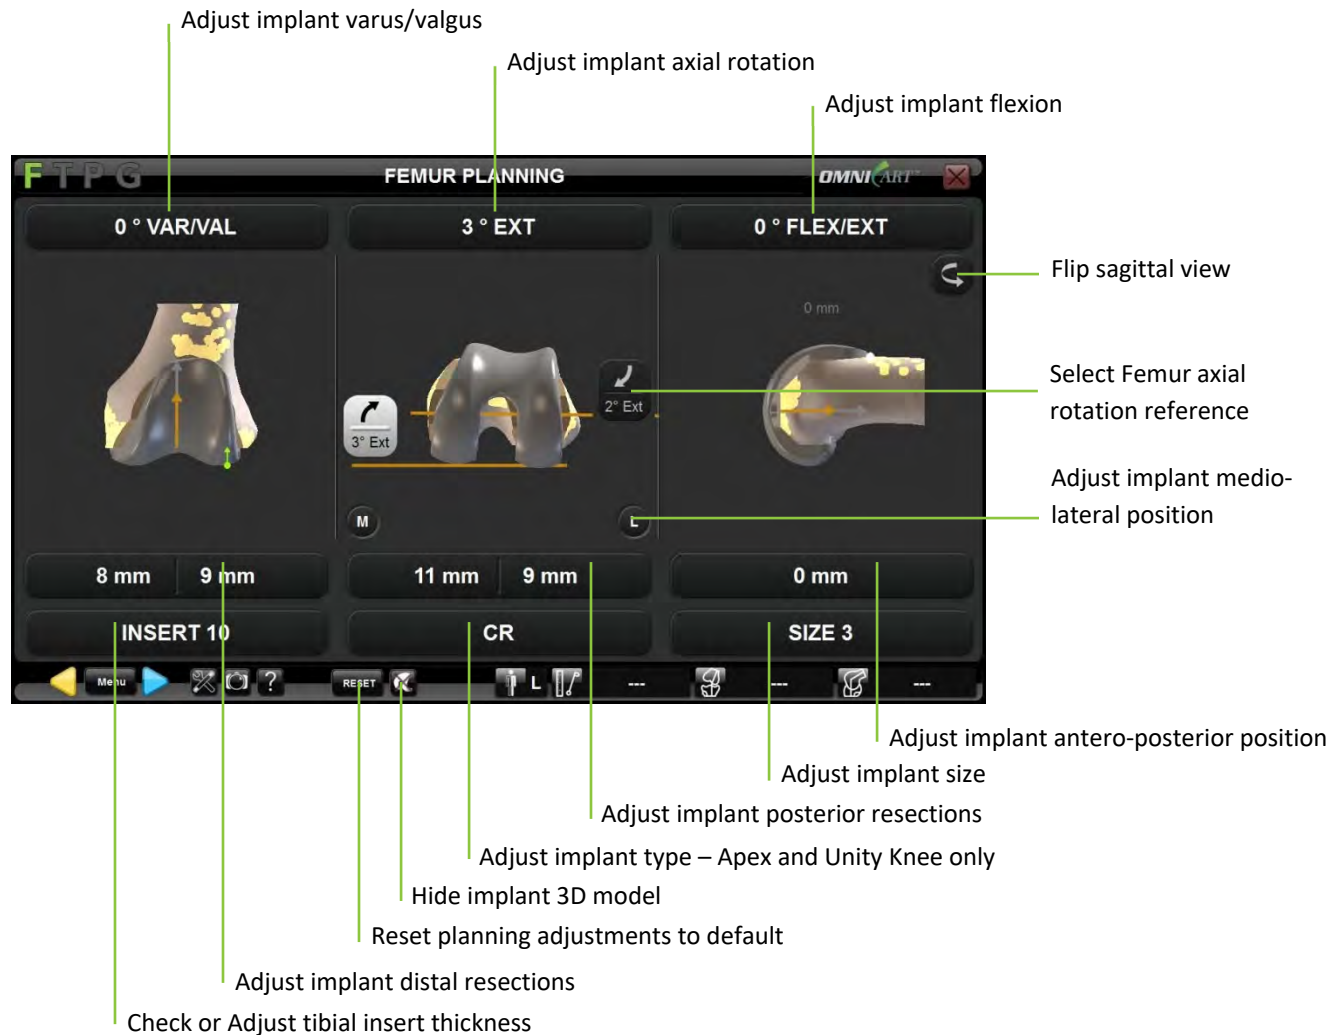 Adjust implant varus/valgus
Adjust implant axial rotation
Adjust implant flexion
F T P G
FEMUR PLANNING
OMNI ART
0 ° VAR/VAL
3 ° EXT
0 ° FLEX/EXT
Flip sagittal view
0 mm
Select Femur axial
rotation reference
2° Ext
3° Ext
Adjust implant medio-
lateral position
M
L
8 mm
9 mm
11 mm
9 mm
0 mm
INSERT 10
CR
SIZE 3
Menu
?
RESET
L
---
---
---
Adjust implant antero-posterior position
Adjust implant size
Adjust implant posterior resections
Adjust implant type – Apex and Unity Knee only
Hide implant 3D model
Reset planning adjustments to default
Adjust implant distal resections
Check or Adjust tibial insert thickness